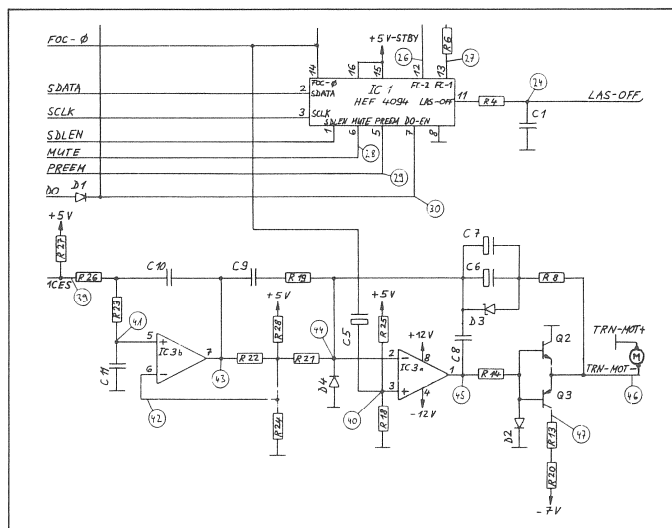 FOC-Ø
+5V-STBY
26
R6
27
16
15
12
13
14
FOC-Ø
FC-2
FC-1
24
SDATA
2
SDATA
IC 1
HEF 4094
LAS-OFF
11
R4
LAS-OFF
SCLK
3
SCLK
C1
SDLEN MUTE PREEM DO-EN
SDLEN
1
6
5
7
8
MUTE
28
PREEM
29
DO
D1
30
+5V
R27
C7
C10
C9
C6
1CES
R26
R19
R8
39
+5V
+5V
D3
R23
R28
C5
R25
TRN-MOT+
41
44
+12V
C8
Q2
5
IC3b
7
R22
R21
2
IC3a
8
M
C11
6
43
D4
3
1
R14
TRN-MOT-
40
4
45
Q3
46
42
-12V
R24
R18
D2
R13
47
R20
-7V